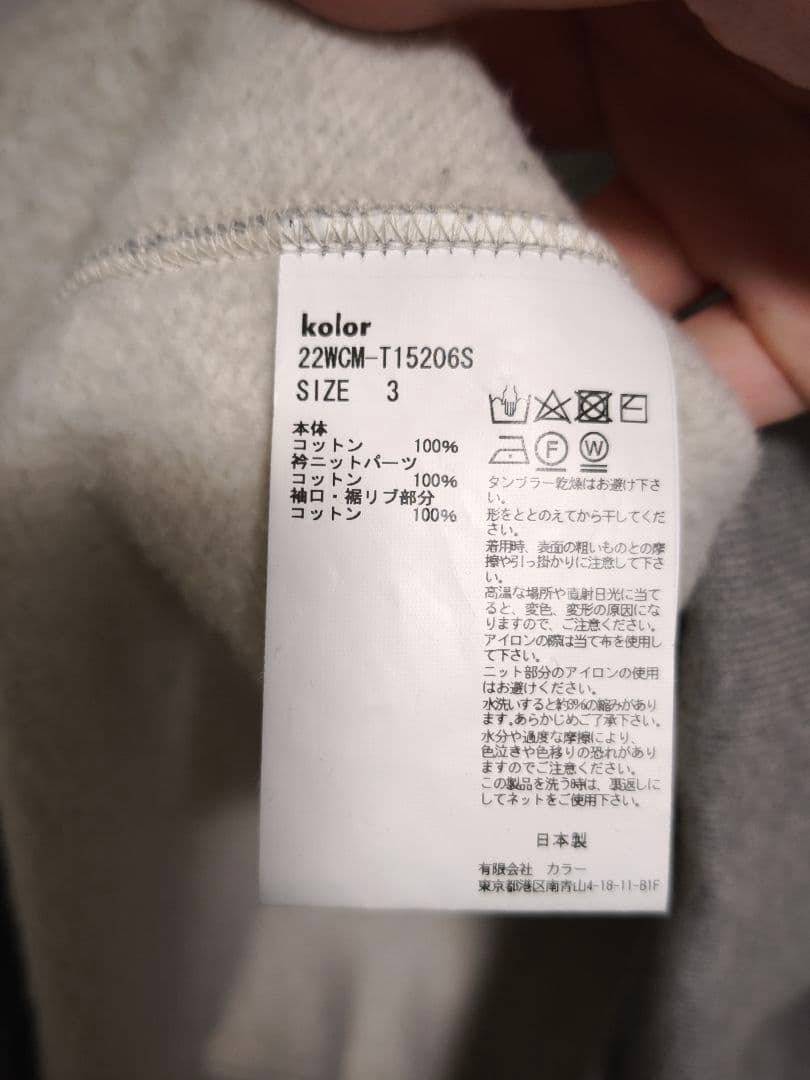 kolor
22WCM-T15206S
SIZE 3
本体
コットン 100%
衿ニットパーツ
コットン 100%
袖口・裾リブ部分
コットン 100%
F W
タンブラー乾燥はお避け下さ
い。
形をととのえてから干してくだ
さい。
着用時、表面の粗いものとの摩
擦や引っ掛かりに注意して下さ
い。
高温な場所や直射日光に当て
ると、変色、変形の原因にな
りますので、ご注意ください。
アイロンの際は当て布を使用し
て下さい。
ニット部分のアイロンの使用
はお避けください。
水洗いすると約3%の縮みがあり
ます。あらかじめご了承下さい。
水分や過度な摩擦により、
色泣きや色移りの恐れがあり
ますのでご注意ください。
この製品を洗う時は、裏返しに
してネットをご使用下さい。
日本製
有限会社 カラー
東京都港区南青山4-18-11-B1F